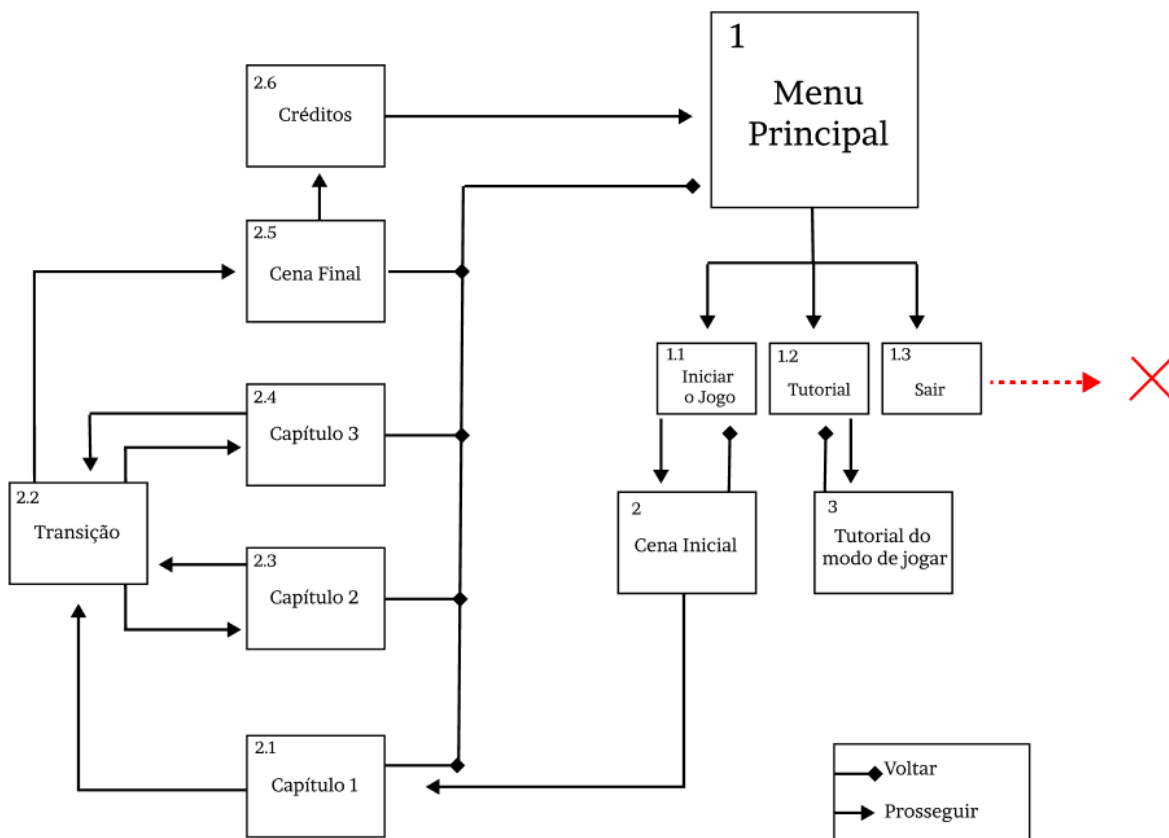 1
Menu
Principal
2.6
Créditos
2.5
Cena Final
1.1
Iniciar
o Jogo
1.2
Tutorial
1.3
Sair
2.4
Capítulo 3
2.2
Transição
2
Cena Inicial
3
Tutorial do
modo de jogar
2.3
Capítulo 2
2.1
Capítulo 1
Voltar
Prosseguir